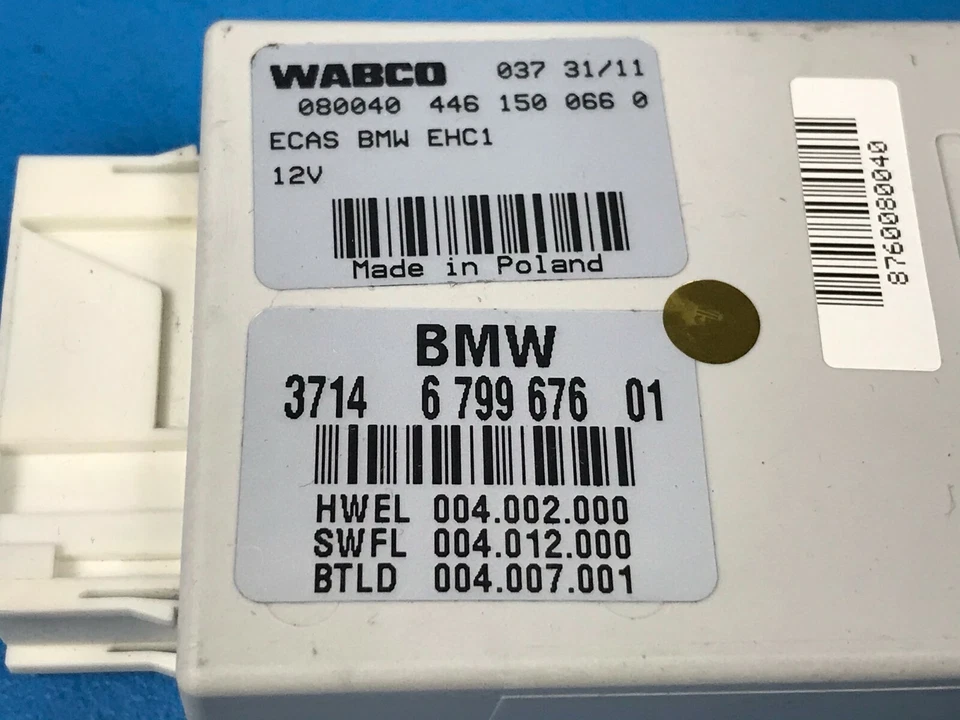 WABCO 037 31/11
080040 446 150 066 0
ECAS BMW EHC1
12V
Made in Poland
8760080040
BMW
3714 6 799 676 01
HWEL 004.002.000
SWFL 004.012.000
BTLD 004.007.001